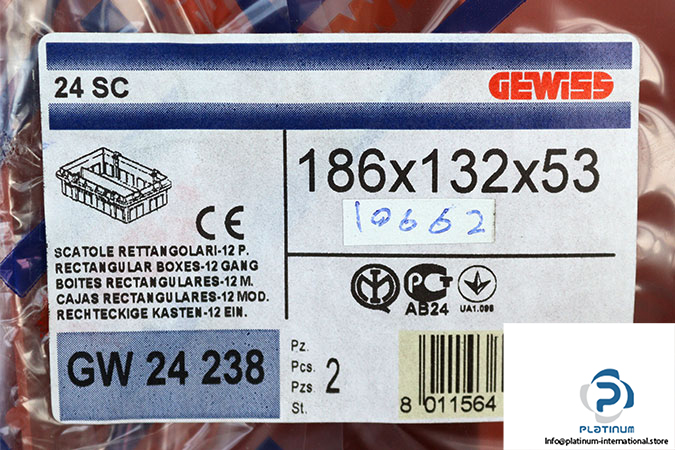 24 SC
GEWISS
186x132x53
10662
CE
SCATOLE RETTANGOLARI-12 P.
RECTANGULAR BOXES-12 GANG
BOITES RECTANGULARES-12 M.
CAJAS RECTANGULARES-12 MOD.
RECHTECKIGE KASTEN-12 EIN.
AB24
UA1.096
GW 24 238
Pz.
Pcs.
Pzs.
St.
2
8 011564
PLATINUM
Info@platinum-international.store